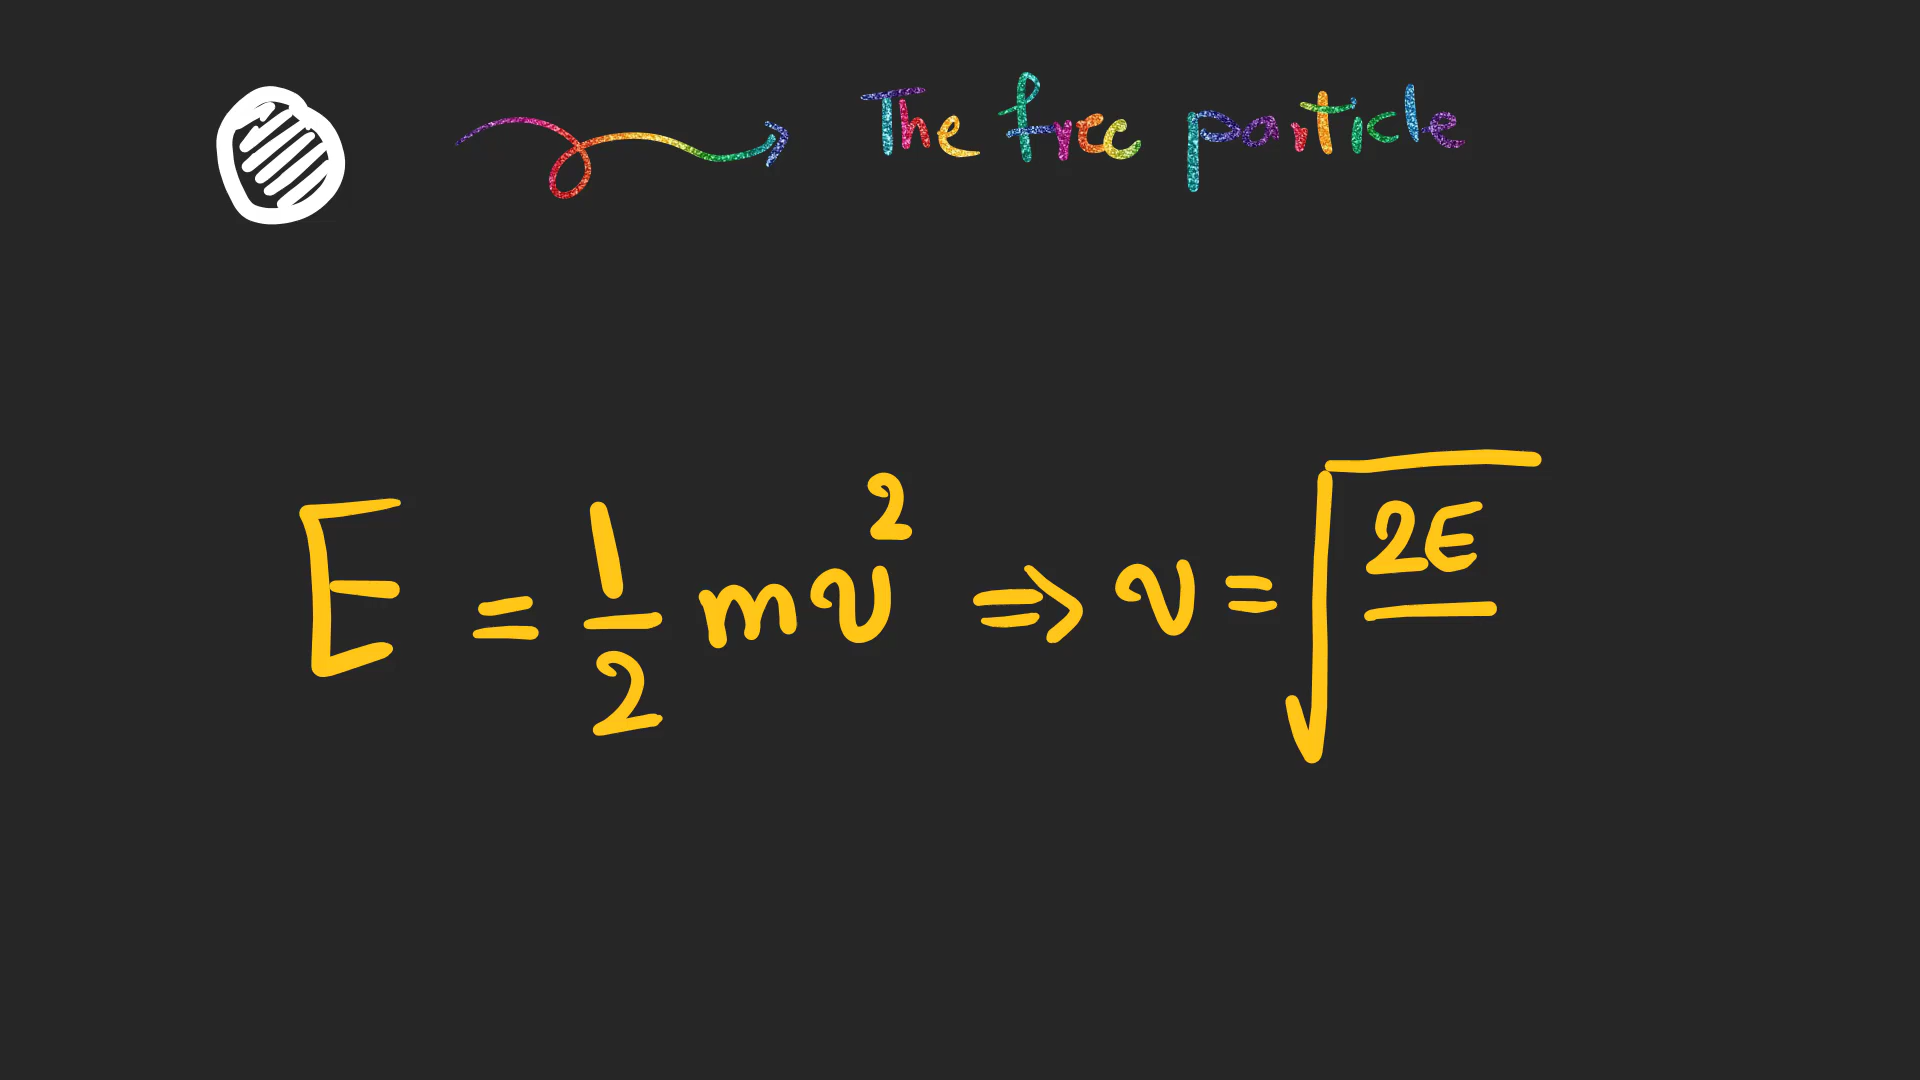 The free particle
E = 1/2 mv² ⇒ v = √(2E/ )